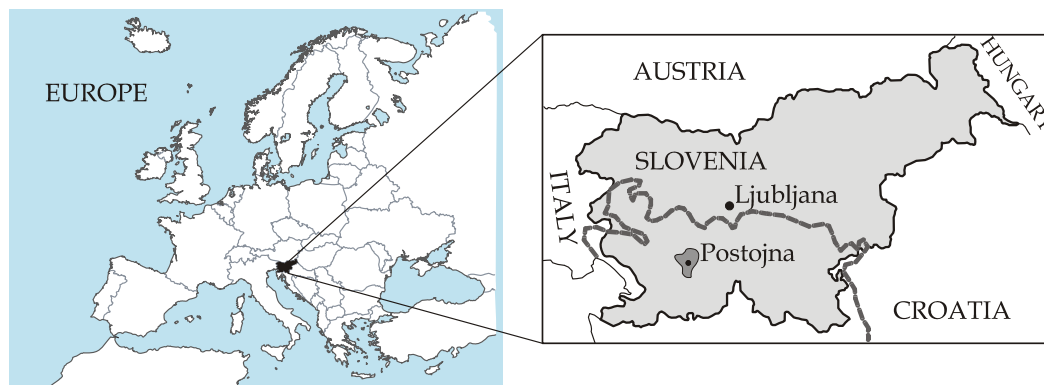 EUROPE
AUSTRIA
HUNGARY
SLOVENIA
ITALY
Ljubljana
Postojna
CROATIA